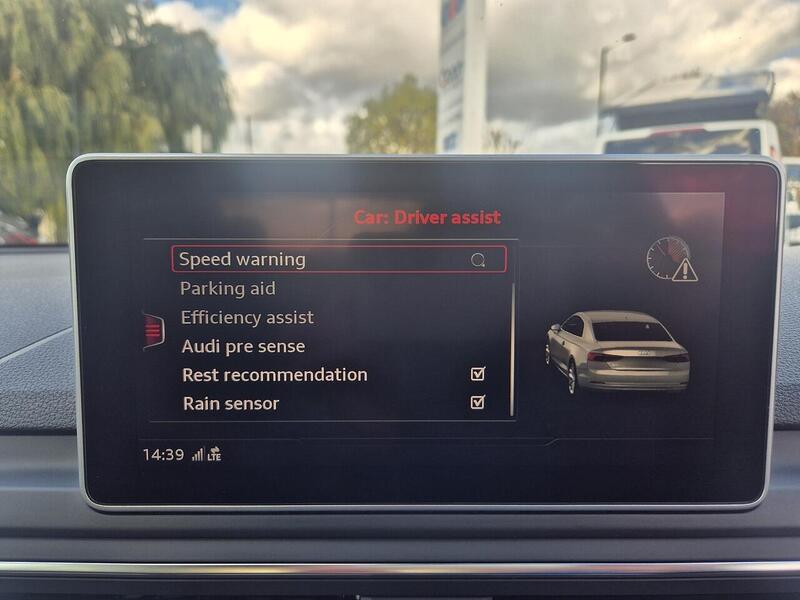 Car: Driver assist
Speed warning
Parking aid
Efficiency assist
Audi pre sense
Rest recommendation
Rain sensor
14:39 LTE